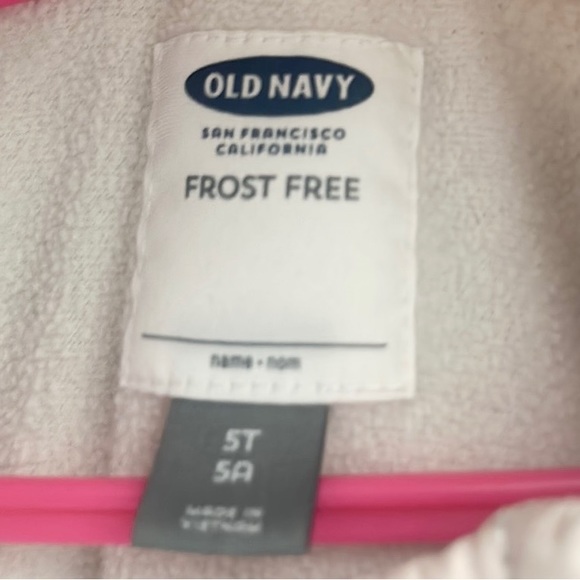 OLD NAVY
SAN FRANCISCO
CALIFORNIA
FROST FREE
name • nom
5T
5A
MADE IN
VIETNAM